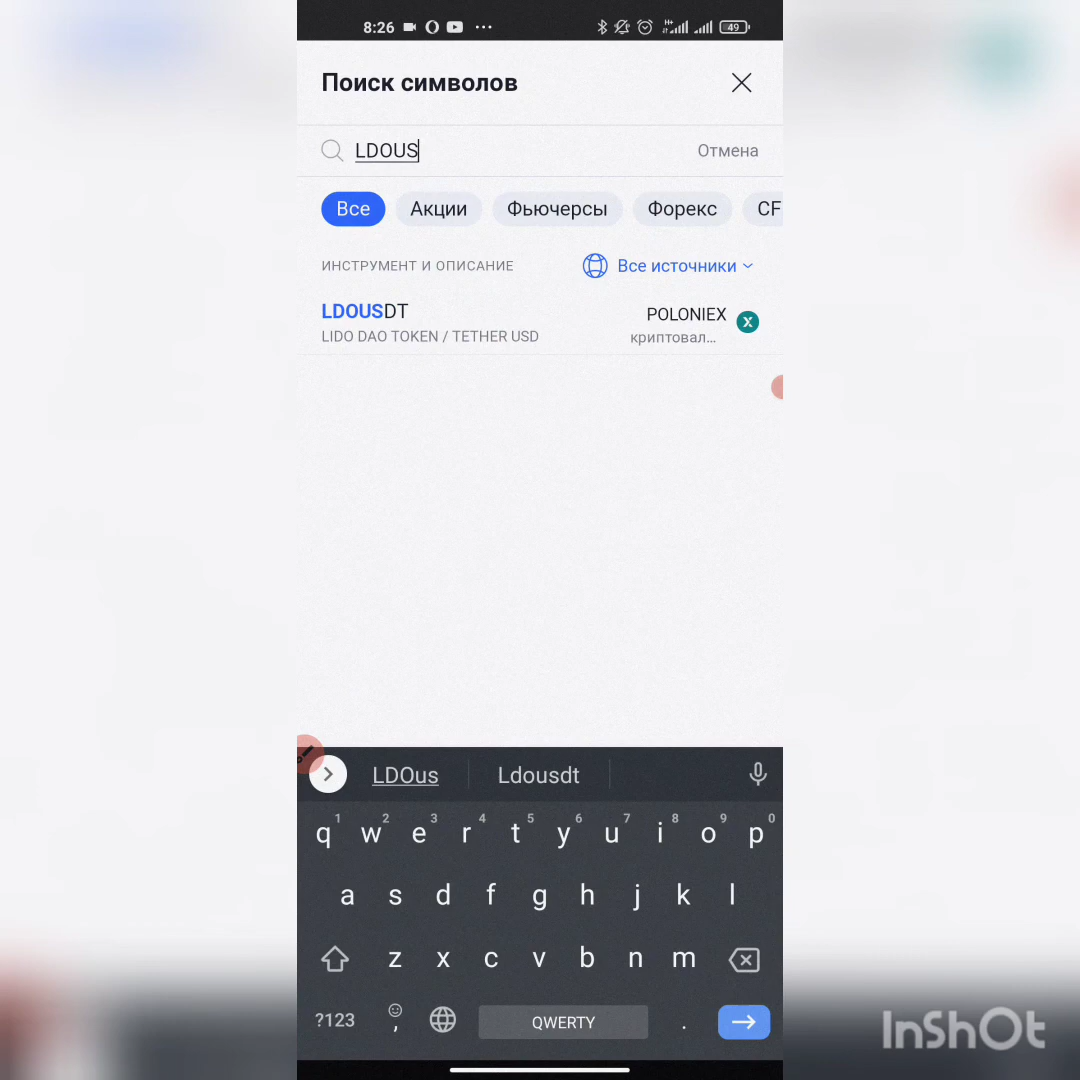 8:26
49
Поиск символов
LDOUS
Отмена
Все Акции Фьючерсы Форекс CF
ИНСТРУМЕНТ И ОПИСАНИЕ Все источники
LDOUSDT POLONIEX
LIDO DAO TOKEN / TETHER USD криптовал...
LDOus Ldousdt
1 2 3 4 5 6 7 8 9 0
q w e r t y u i o p
a s d f g h j k l
z x c v b n m
?123 , QWERTY .
InShOt